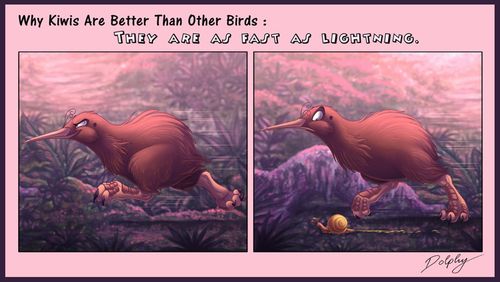 Why Kiwis Are Better Than Other Birds :
They are as fast as lightning.
Dolphy